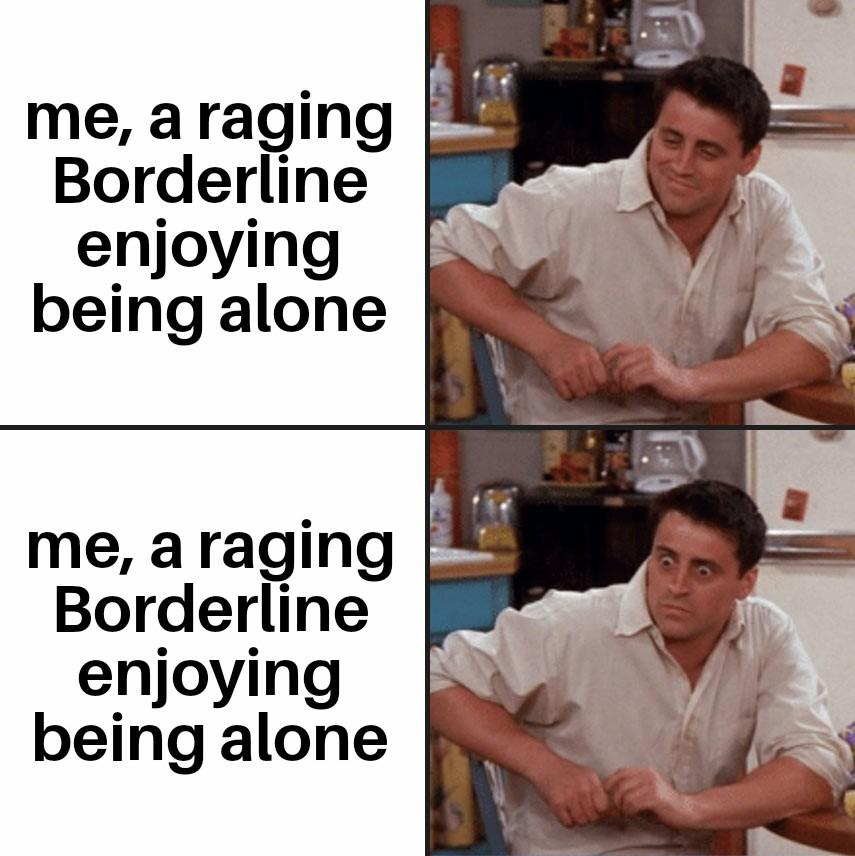 me, a raging
Borderline
enjoying
being alone
me, a raging
Borderline
enjoying
being alone